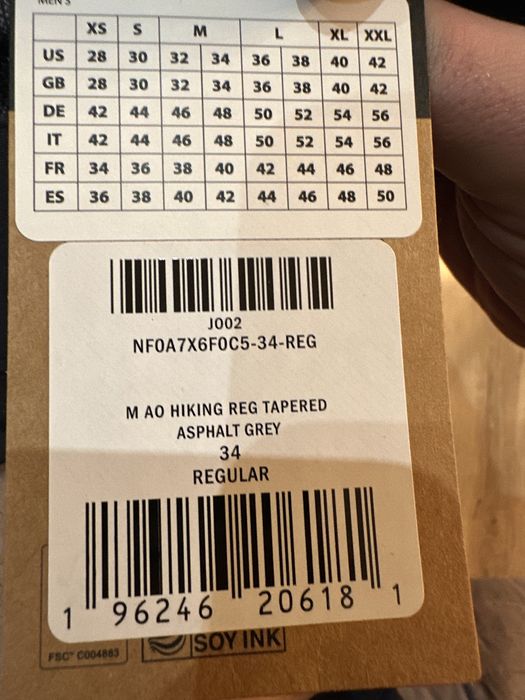 MEN'S
XS S M L XL XXL
US 28 30 32 34 36 38 40 42
GB 28 30 32 34 36 38 40 42
DE 42 44 46 48 50 52 54 56
IT 42 44 46 48 50 52 54 56
FR 34 36 38 40 42 44 46 48
ES 36 38 40 42 44 46 48 50
J002
NF0A7X6F0C5-34-REG
M AO HIKING REG TAPERED
ASPHALT GREY
34
REGULAR
1 96246 20618 1
FSC™ C004883
SOY INK